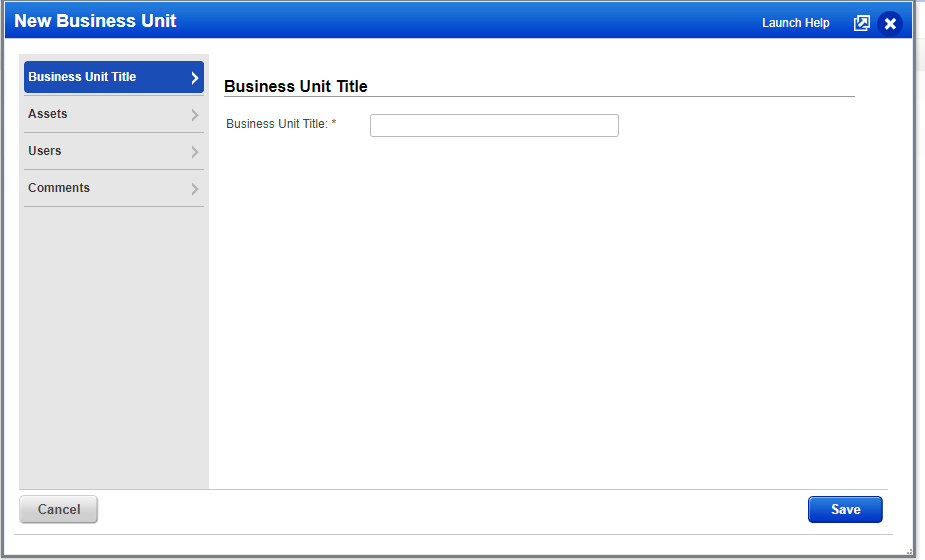 New Business Unit
Launch Help
Business Unit Title
Assets
Users
Comments
Business Unit Title
Business Unit Title: *
Cancel
Save